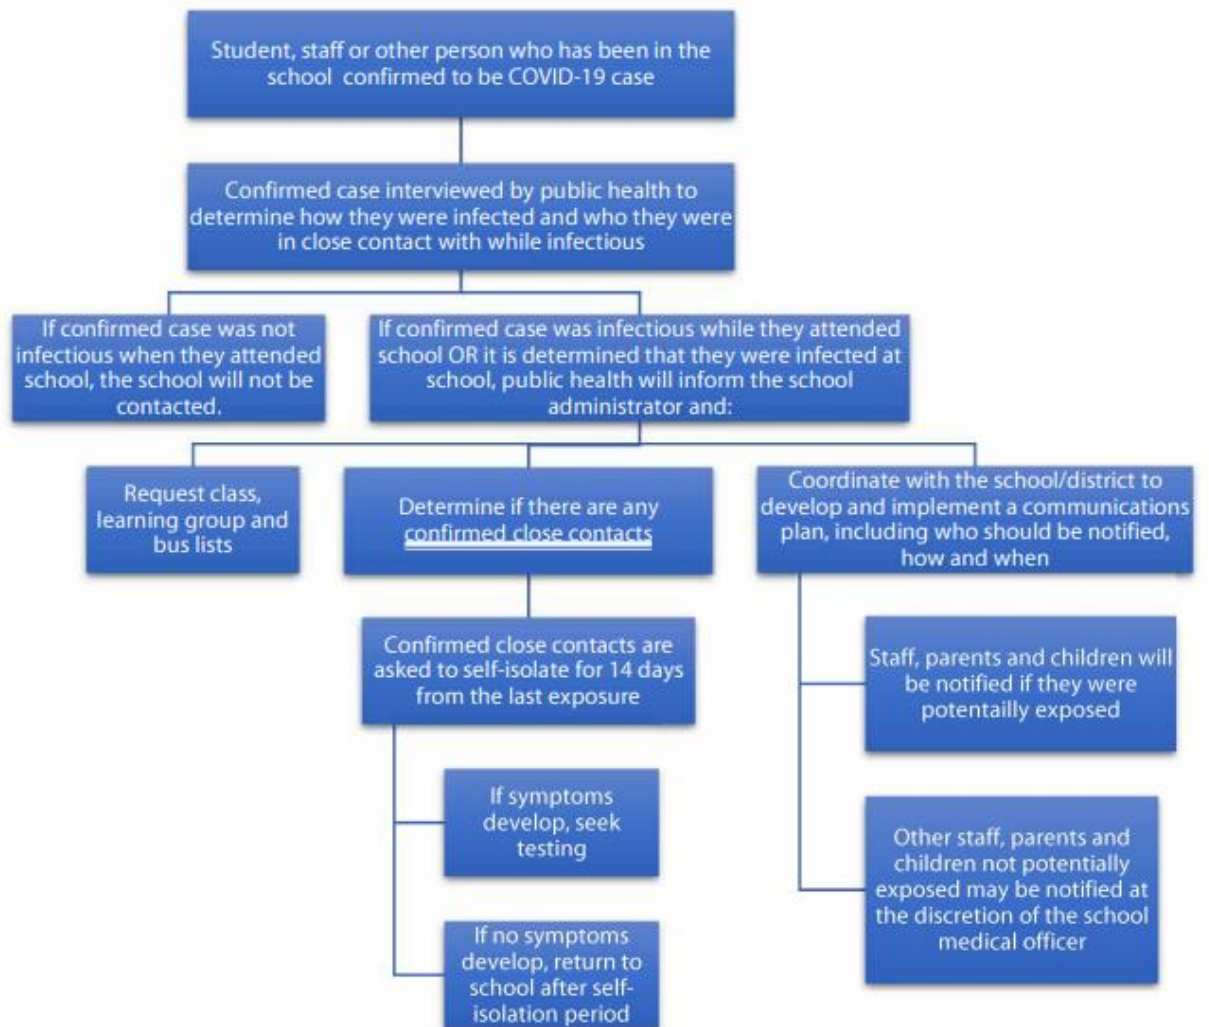 Student, staff or other person who has been in the
school confirmed to be COVID-19 case
Confirmed case interviewed by public health to
determine how they were infected and who they were
in close contact with while infectious
If confirmed case was not
infectious when they attended
school, the school will not be
contacted.
If confirmed case was infectious while they attended
school OR it is determined that they were infected at
school, public health will inform the school
administrator and:
Request class,
learning group and
bus lists
Determine if there are any
confirmed close contacts
Coordinate with the school/district to
develop and implement a communications
plan, including who should be notified,
how and when
Confirmed close contacts are
asked to self-isolate for 14 days
from the last exposure
Staff, parents and children will
be notified if they were
potentailly exposed
If symptoms
develop, seek
testing
Other staff, parents and
children not potentially
exposed may be notified at
the discretion of the school
medical officer
If no symptoms
develop, return to
school after self-
isolation period